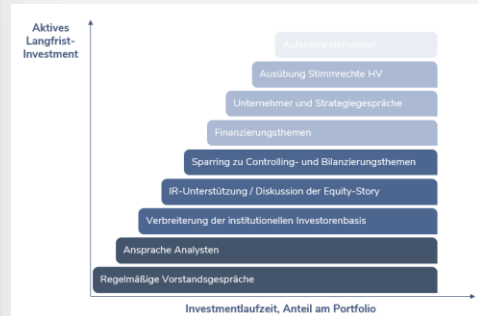 Aktives
Langfrist-
Investment
Aufsichtsratsmandat
Ausübung Stimmrechte HV
Unternehmer und Strategiegespräche
Finanzierungsthemen
Sparring zu Controlling- und Bilanzierungsthemen
IR-Unterstützung / Diskussion der Equity-Story
Verbreiterung der institutionellen Investorenbasis
Ansprache Analysten
Regelmäßige Vorstandsgespräche
Investmentlaufzeit, Anteil am Portfolio